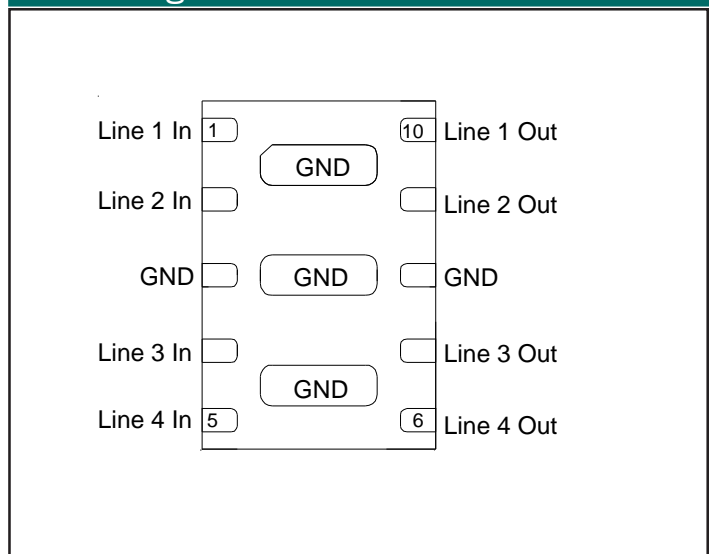 Line 1 In 1 10 Line 1 Out
GND
Line 2 In Line 2 Out
GND GND GND
Line 3 In Line 3 Out
GND
Line 4 In 5 6 Line 4 Out